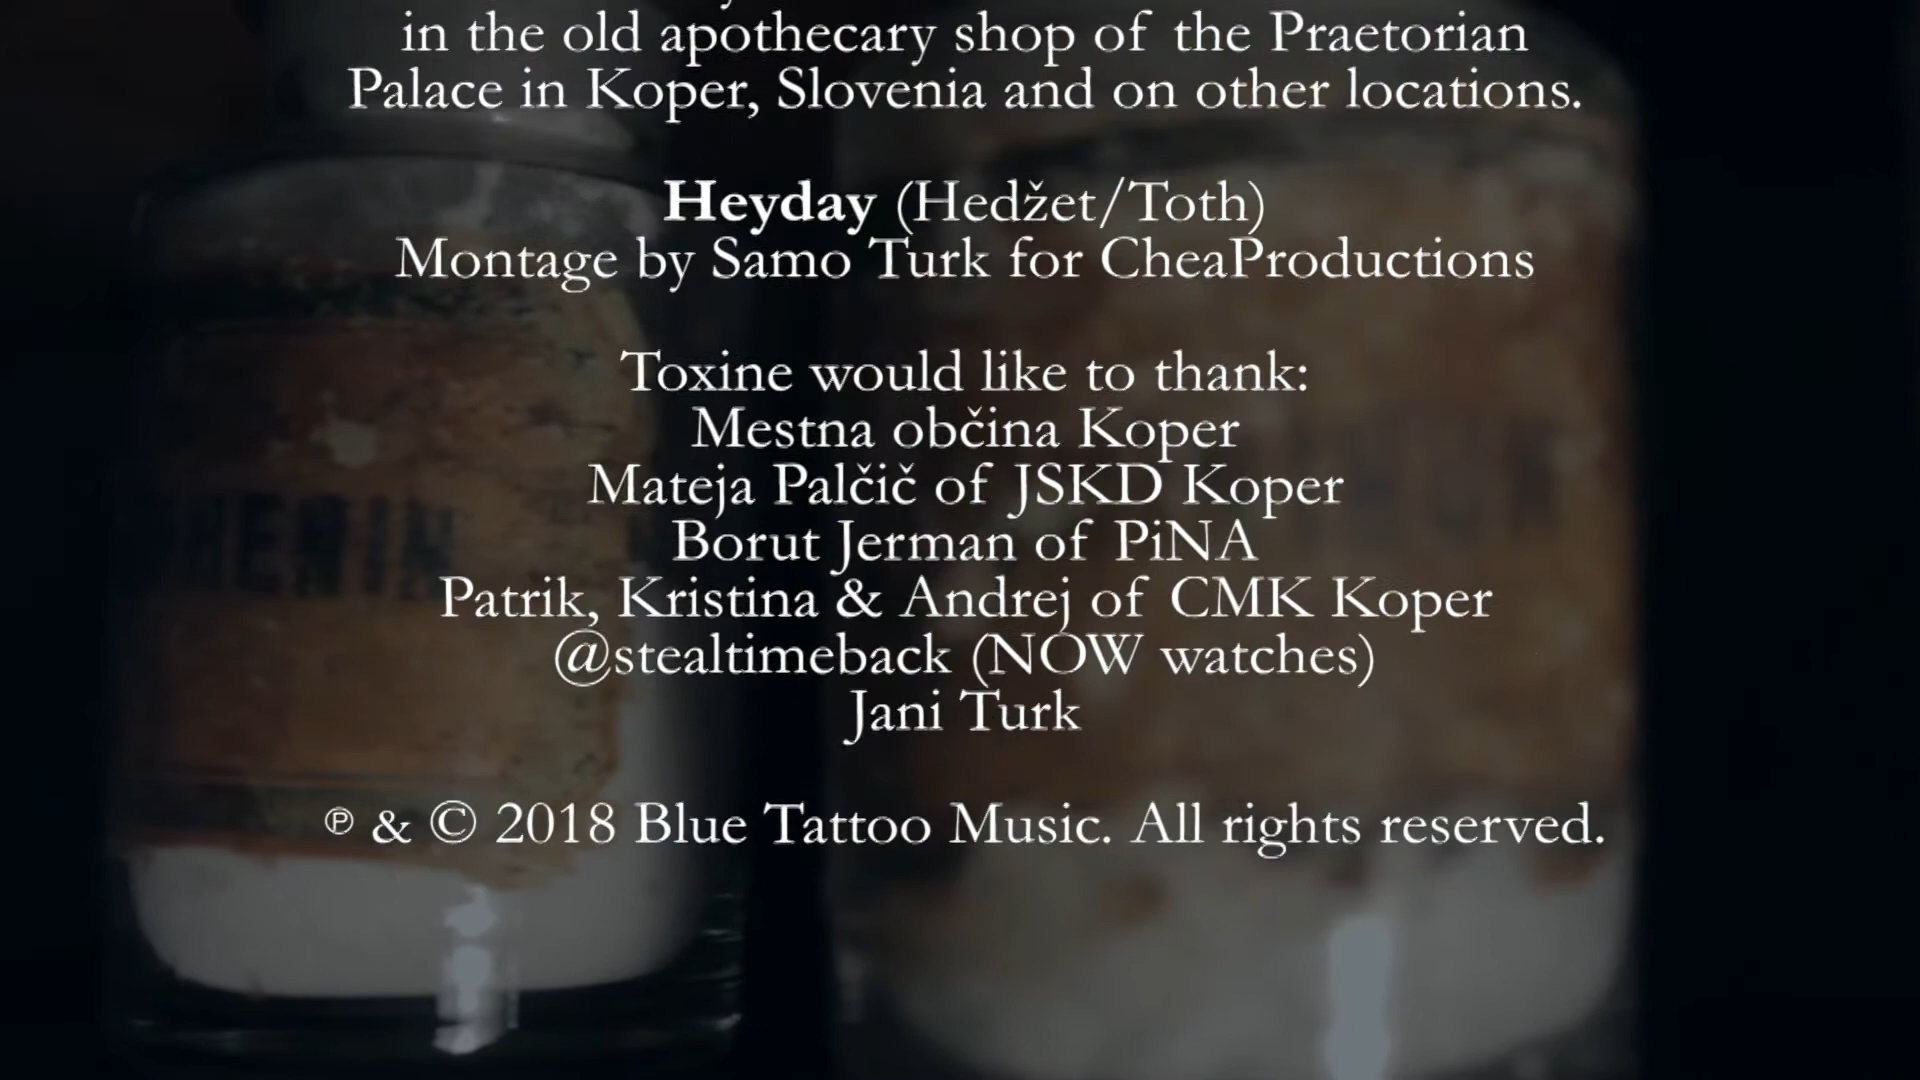 in the old apothecary shop of the Praetorian
Palace in Koper, Slovenia and on other locations.
Heyday (Hedžet/Toth)
Montage by Samo Turk for CheaProductions
Toxine would like to thank:
Mestna občina Koper
Mateja Palčič of JSKD Koper
Borut Jerman of PiNA
Patrik, Kristina & Andrej of CMK Koper
@stealtimeback (NOW watches)
Jani Turk
℗ & © 2018 Blue Tattoo Music. All rights reserved.